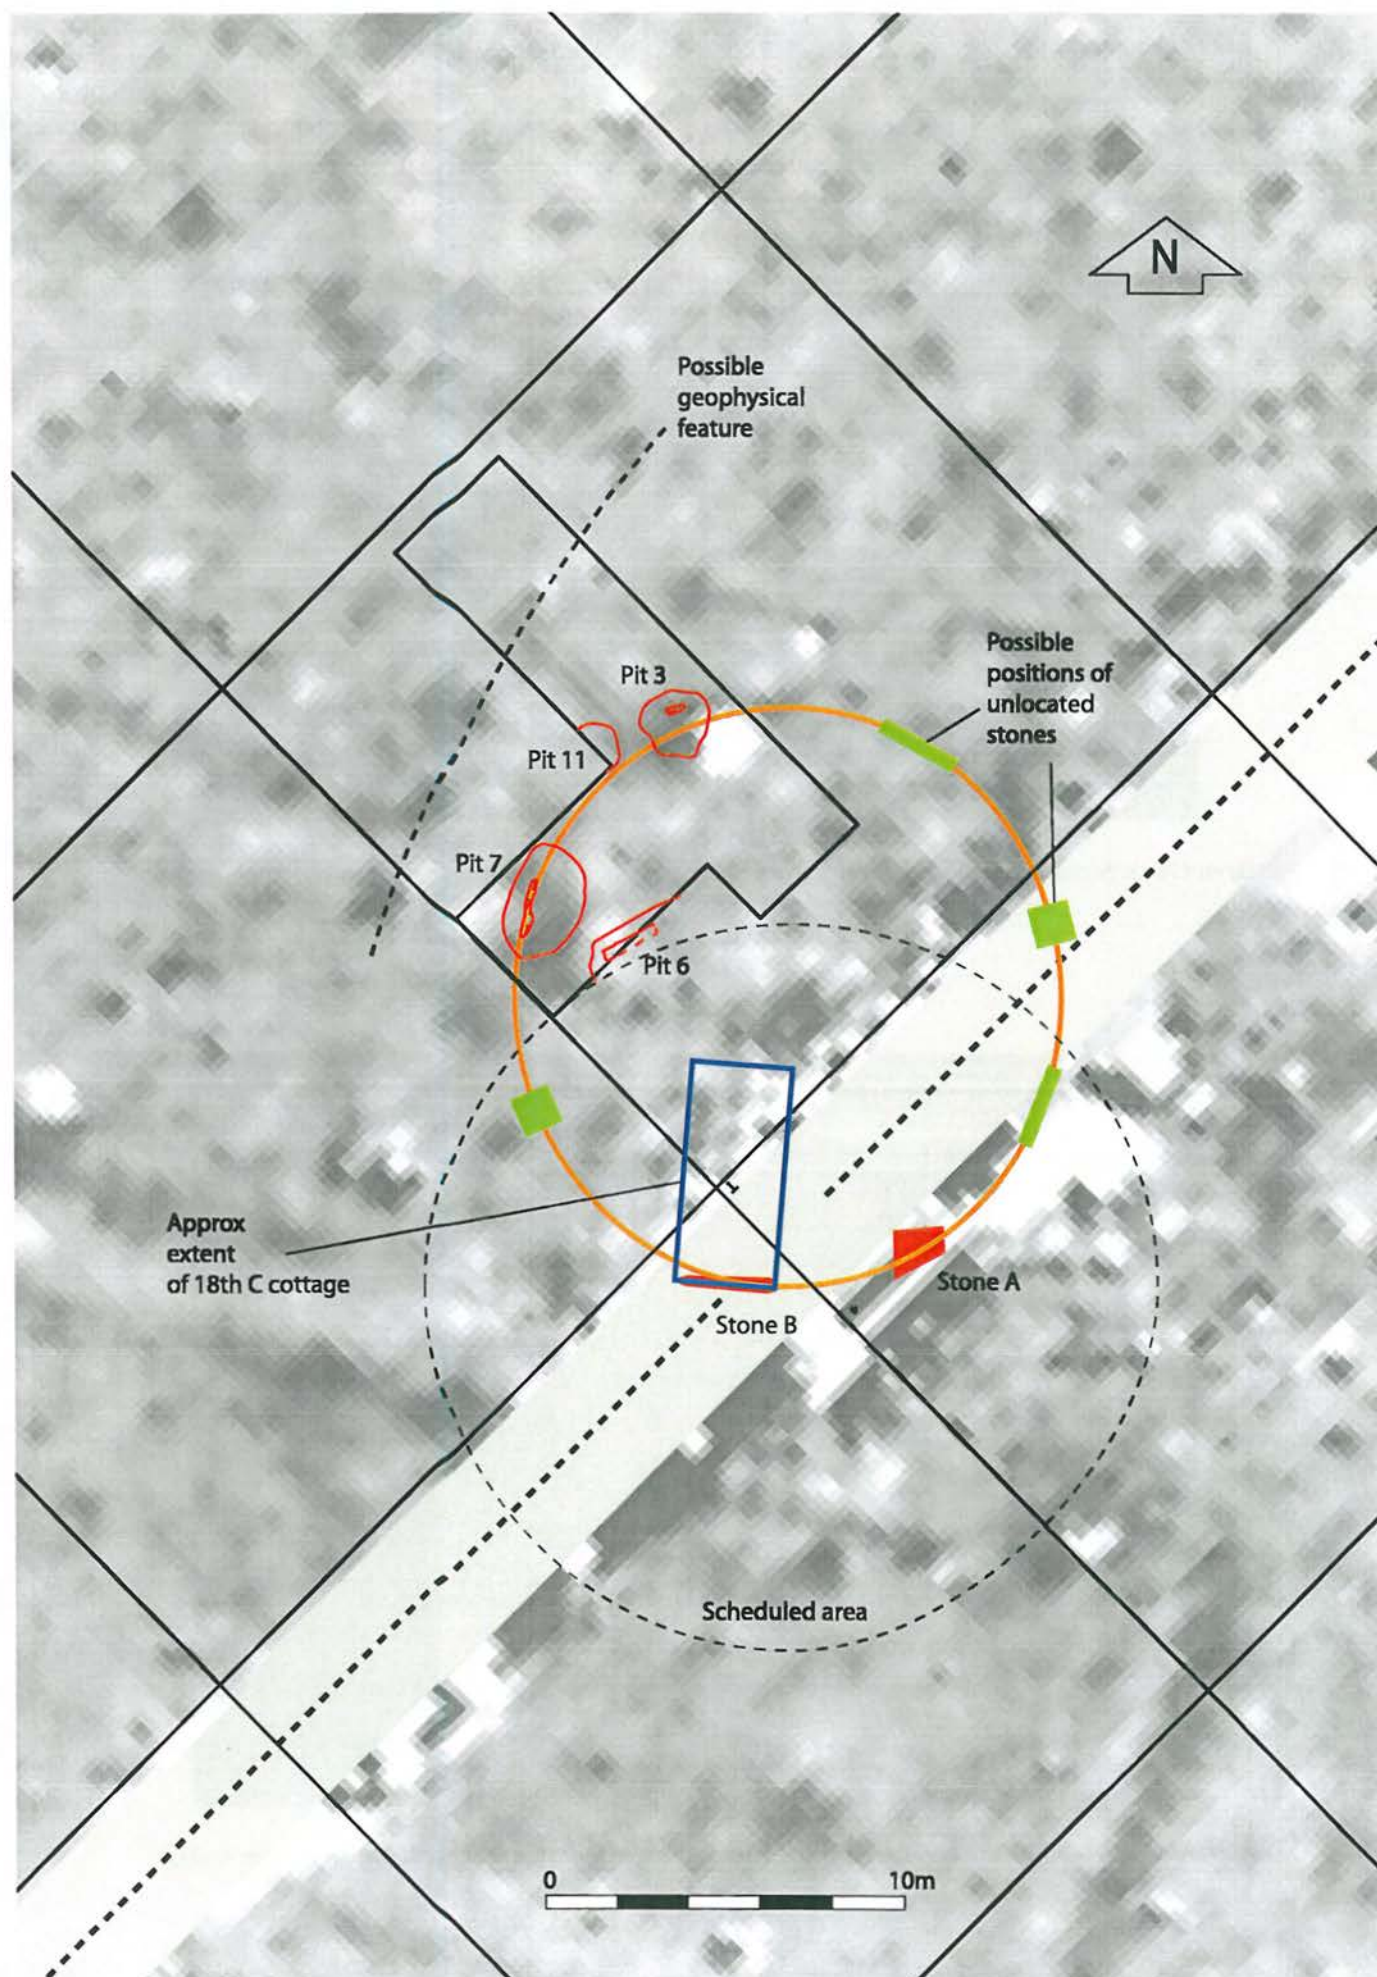 N
Possible
geophysical
feature
Possible
positions of
unlocated
stones
Pit 3
Pit 11
Pit 7
Pit 6
Approx
extent
of 18th C cottage
Stone A
Stone B
Scheduled area
0 10m